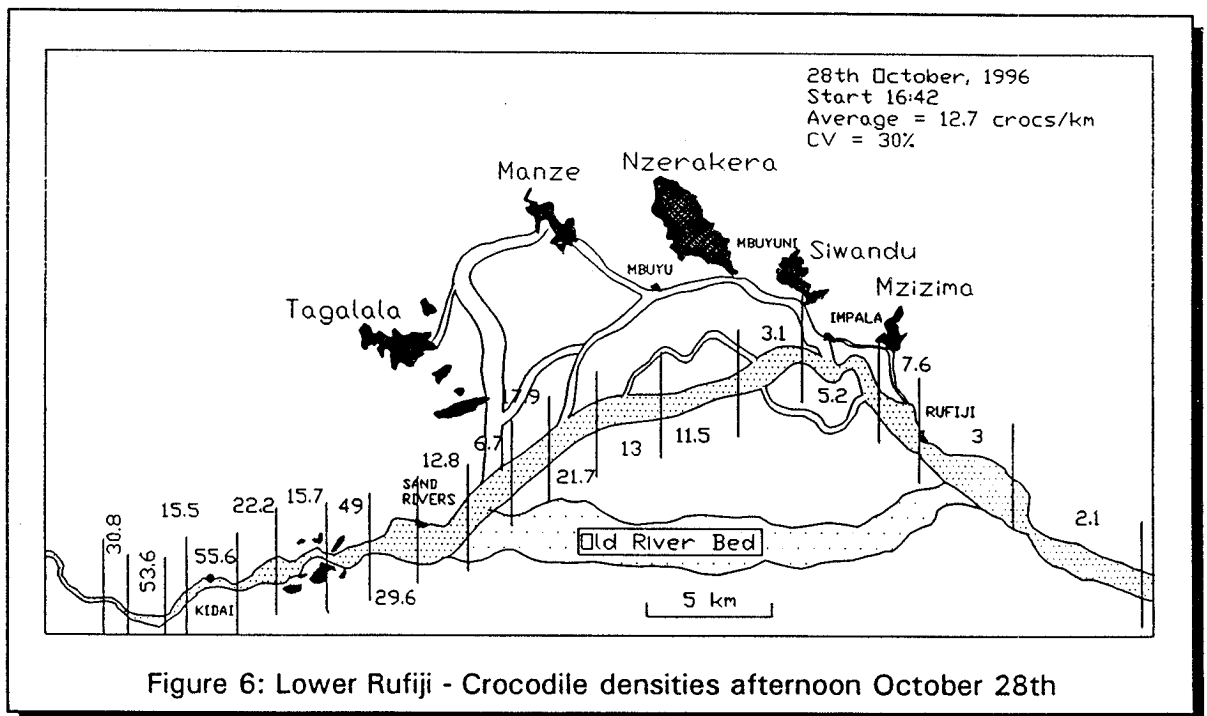 28th October, 1996
Start 16:42
Average = 12.7 crocs/km
CV = 30%
Manze
Nzerakera
MBUYUNI
Siwandu
MBUYU
Mzizima
Tagalala
IMPALA
3.1
7.6
17.9
5.2
RUFIJI
6.7
13
11.5
3
12.8
21.7
SAND
RIVERS
15.7
49
22.2
15.5
30.8
2.1
Old River Bed
55.6
53.6
KIDAI
29.6
5 km
Figure 6: Lower Rufiji - Crocodile densities afternoon October 28th